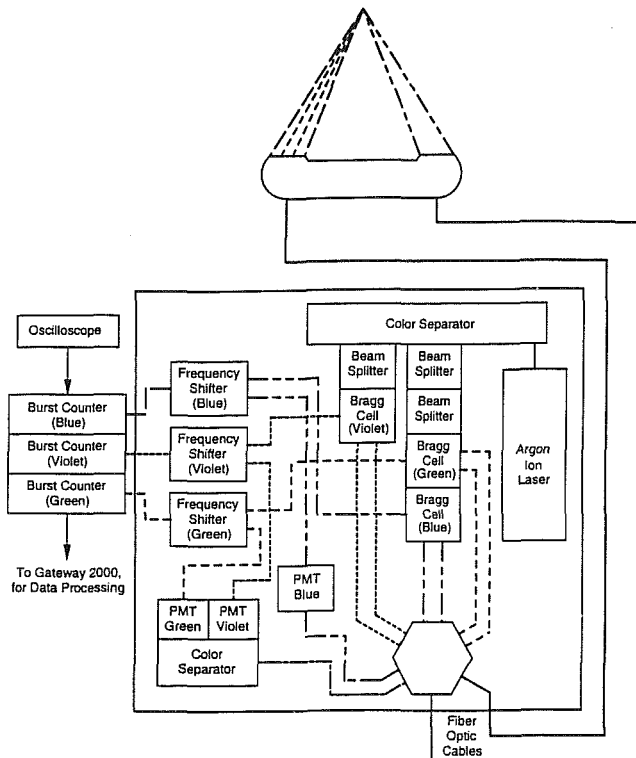 Oscilloscope
Burst Counter
(Blue)
Burst Counter
(Violet)
Burst Counter
(Green)
To Gateway 2000,
for Data Processing
Frequency
Shifter
(Blue)
Frequency
Shifter
(Violet)
Frequency
Shifter
(Green)
PMT
Green
PMT
Violet
Color
Separator
PMT
Blue
Color Separator
Beam
Splitter
Bragg
Cell
(Violet)
Beam
Splitter
Beam
Splitter
Bragg
Cell
(Green)
Bragg
Cell
(Blue)
Argon
Ion
Laser
Fiber
Optic
Cables